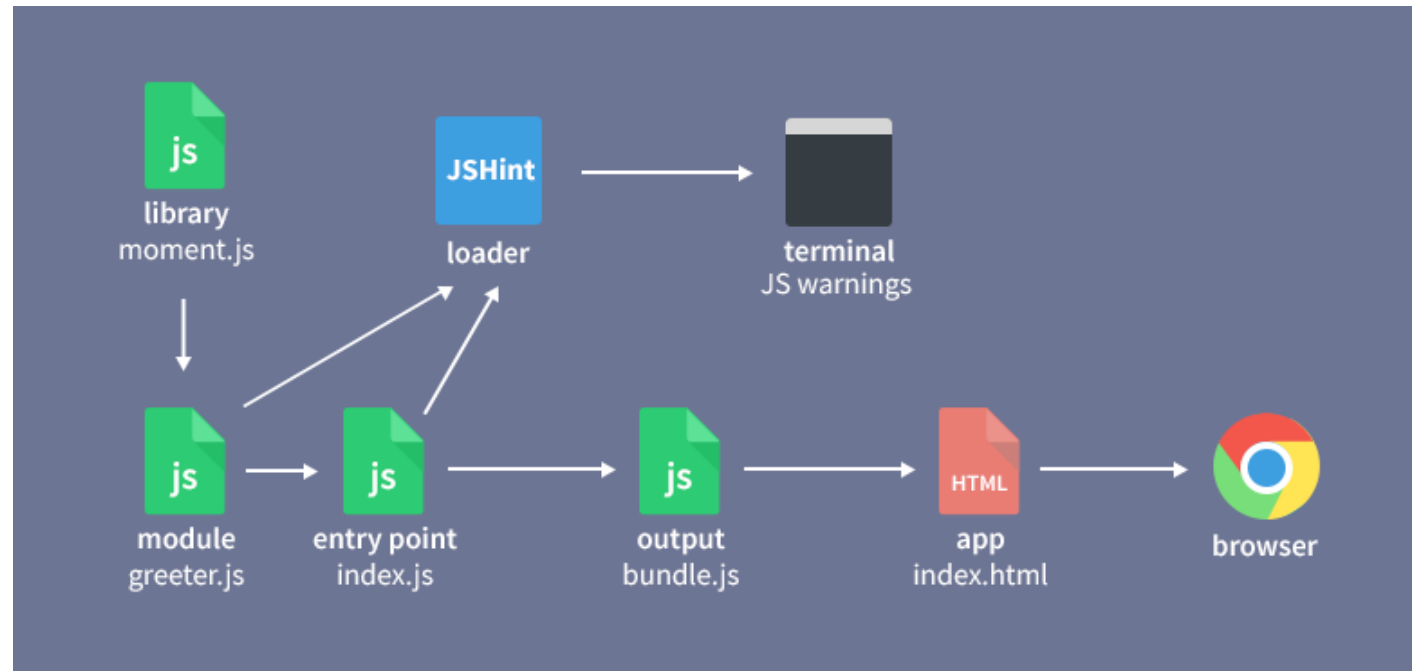 js
library
moment.js
JSHint
loader
terminal
JS warnings
js
module
greeter.js
js
entry point
index.js
js
output
bundle.js
HTML
app
index.html
browser